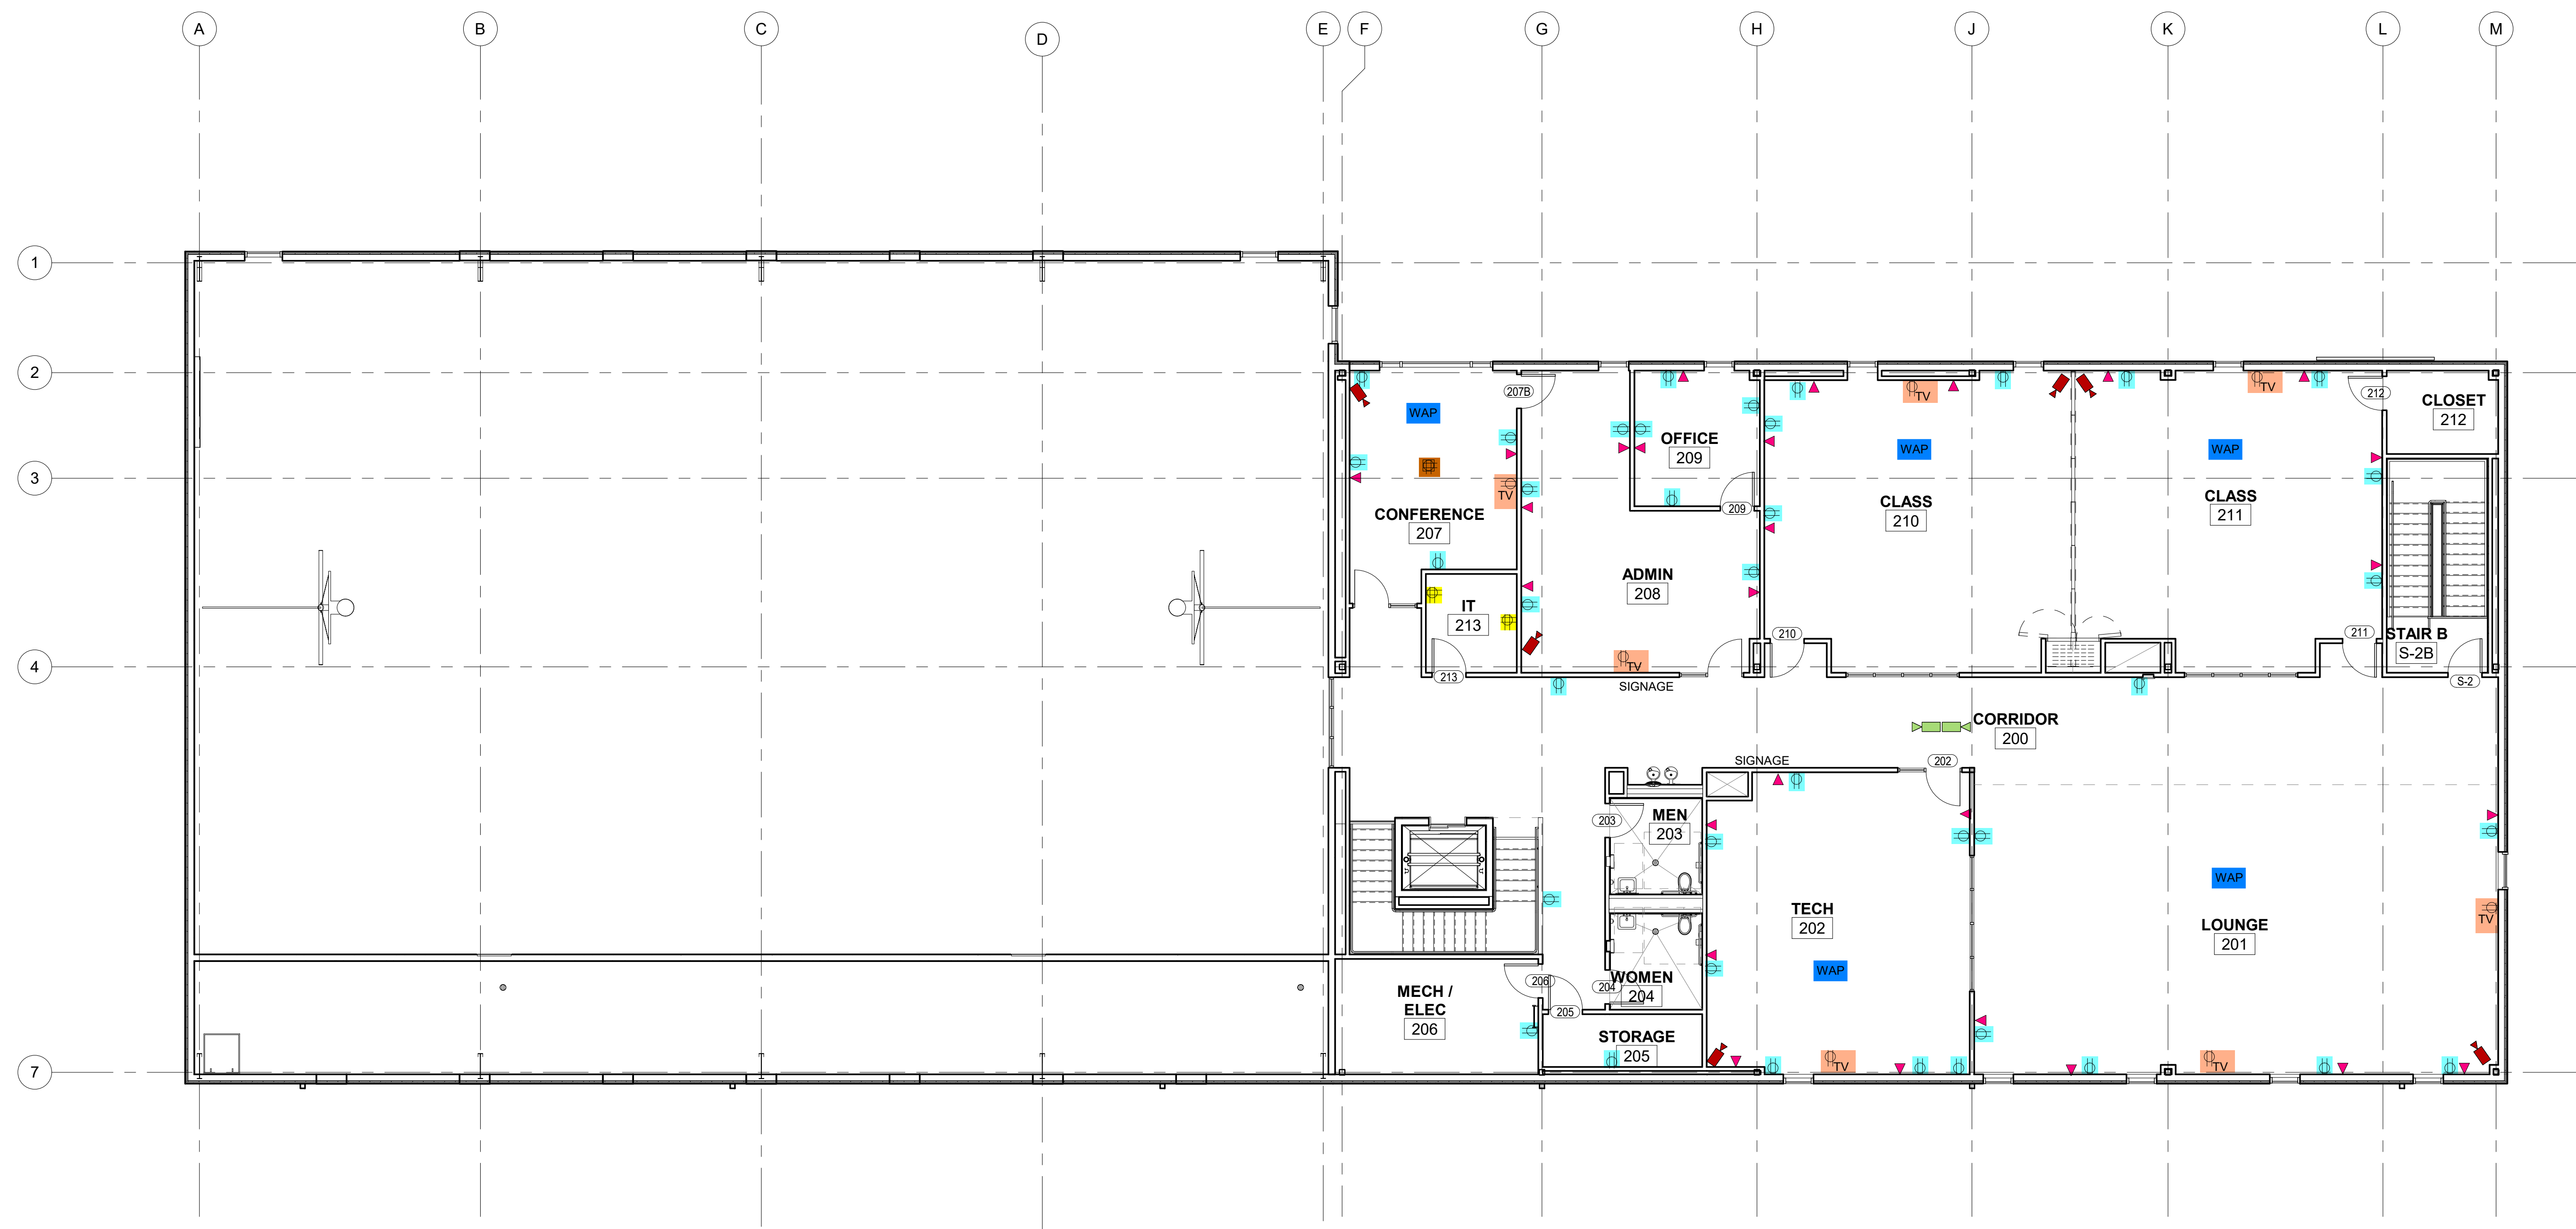 A B C D E F G H J K L M
1
2
207B
212
CLOSET
212
TV
TV
WAP
OFFICE
209
WAP
WAP
3
TV
CONFERENCE
207
209
CLASS
210
CLASS
211
ADMIN
208
IT
213
210
211
STAIR B
S-2B
4
213
TV
S-2
SIGNAGE
CORRIDOR
200
SIGNAGE
202
203
MEN
203
WAP
TECH
202
TV
LOUNGE
201
WAP
206
204
WOMEN
204
MECH /
ELEC
206
205
STORAGE
205
7
TV
TV